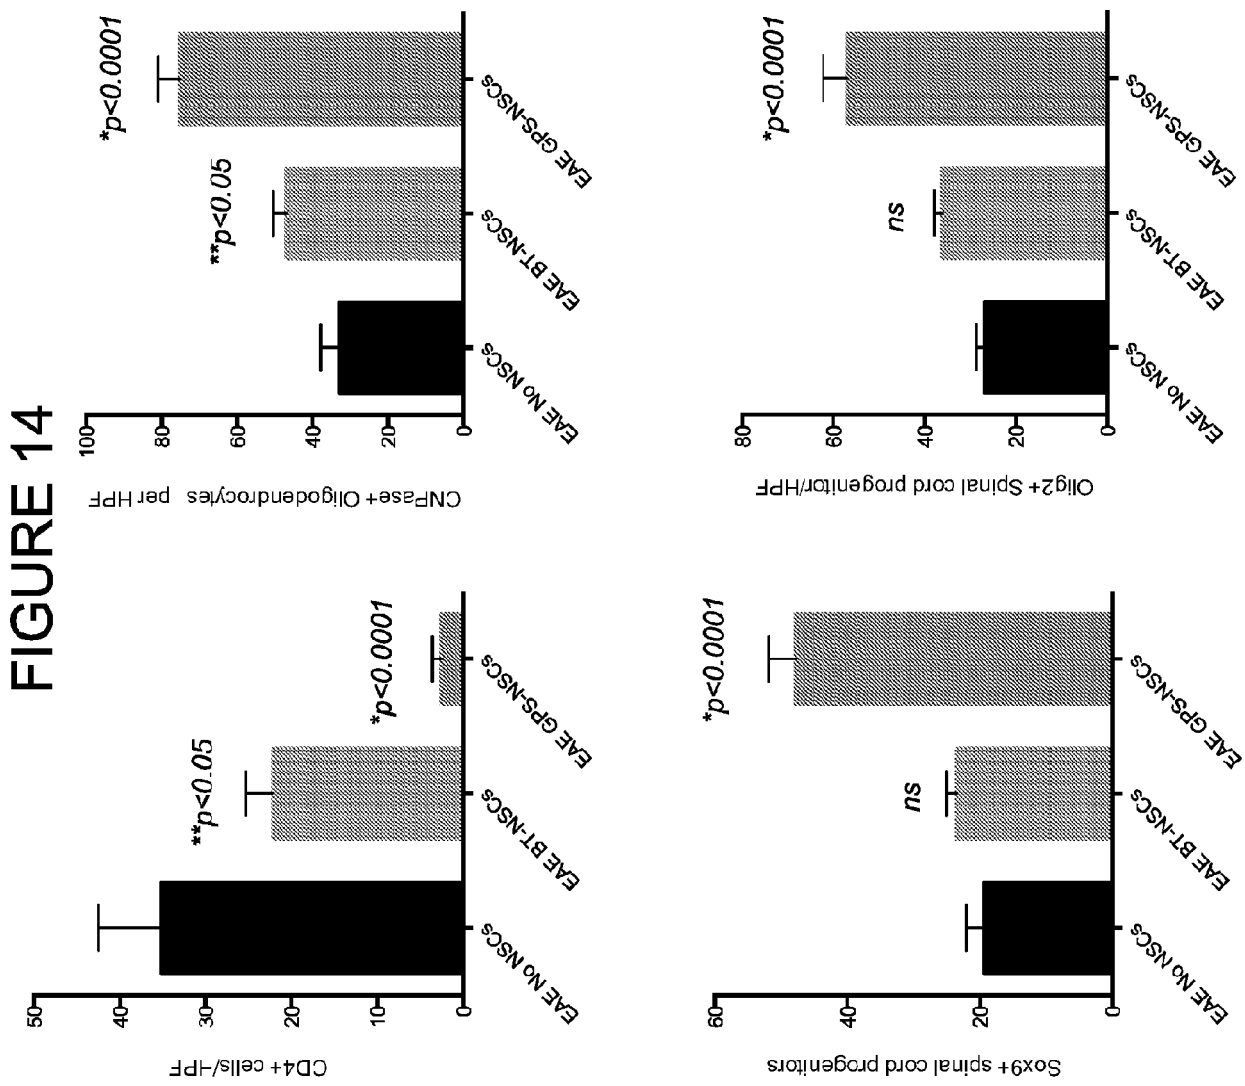 FIGURE 14
CD4+ cells/HPF
50
40
30
20
10
0
**p<0.05
*p<0.0001
EAE No NSCs
EAE BT-NSCs
EAE GPS-NSCs
CNPase+ Oligodendrocytes per HPF
100
80
60
40
20
0
**p<0.05
*p<0.0001
EAE No NSCs
EAE BT-NSCs
EAE GPS-NSCs
Sox9+ spinal cord progenitors
60
40
20
0
ns
*p<0.0001
EAE No NSCs
EAE BT-NSCs
EAE GPS-NSCs
Olig2+ Spinal cord progenitor/HPF
80
60
40
20
0
ns
*p<0.0001
EAE No NSCs
EAE BT-NSCs
EAE GPS-NSCs